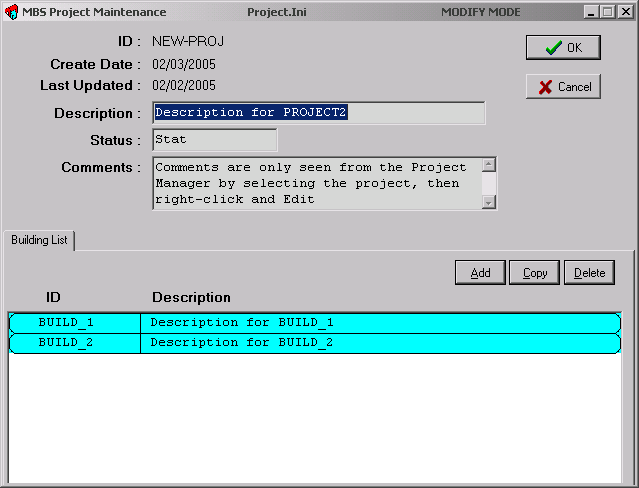 MBS Project Maintenance Project.Ini MODIFY MODE
ID : NEW-PROJ
OK
Create Date : 02/03/2005
Last Updated : 02/02/2005
Cancel
Description : Description for PROJECT2
Status : Stat
Comments : Comments are only seen from the Project
Manager by selecting the project, then
right-click and Edit
Building List
Add Copy Delete
ID Description
BUILD_1 Description for BUILD_1
BUILD_2 Description for BUILD_2